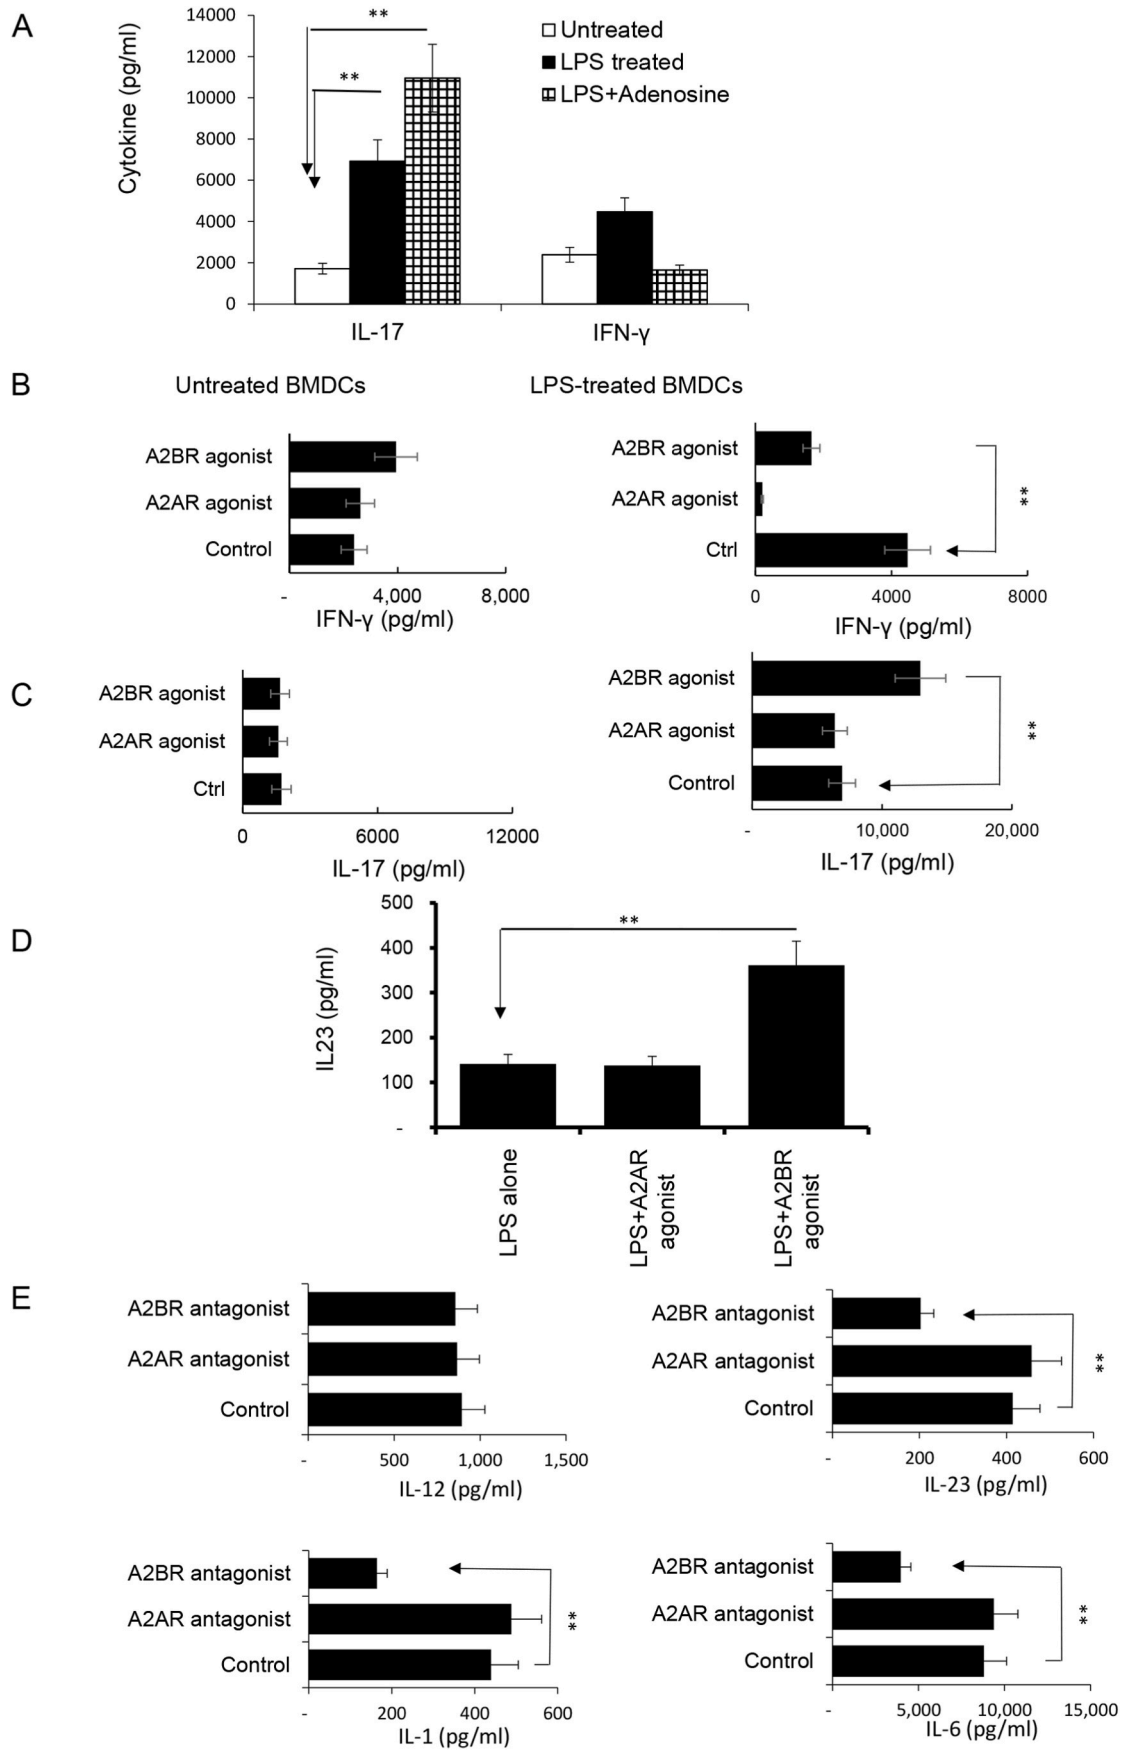 A
Cytokine (pg/ml)
14000
12000
10000
8000
6000
4000
2000
0
**
**
Untreated
LPS treated
LPS+Adenosine
IL-17
IFN-γ
B
Untreated BMDCs
LPS-treated BMDCs
A2BR agonist
A2AR agonist
Control
- 4,000 8,000
IFN-γ (pg/ml)
A2BR agonist
A2AR agonist
Ctrl
**
0 4000 8000
IFN-γ (pg/ml)
C
A2BR agonist
A2AR agonist
Ctrl
0 6000 12000
IL-17 (pg/ml)
A2BR agonist
A2AR agonist
Control
**
- 10,000 20,000
IL-17 (pg/ml)
D
IL23 (pg/ml)
500
400
300
200
100
-
**
LPS alone
LPS+A2AR
agonist
LPS+A2BR
agonist
E
A2BR antagonist
A2AR antagonist
Control
- 500 1,000 1,500
IL-12 (pg/ml)
A2BR antagonist
A2AR antagonist
Control
**
- 200 400 600
IL-23 (pg/ml)
A2BR antagonist
A2AR antagonist
Control
**
- 200 400 600
IL-1 (pg/ml)
A2BR antagonist
A2AR antagonist
Control
**
- 5,000 10,000 15,000
IL-6 (pg/ml)